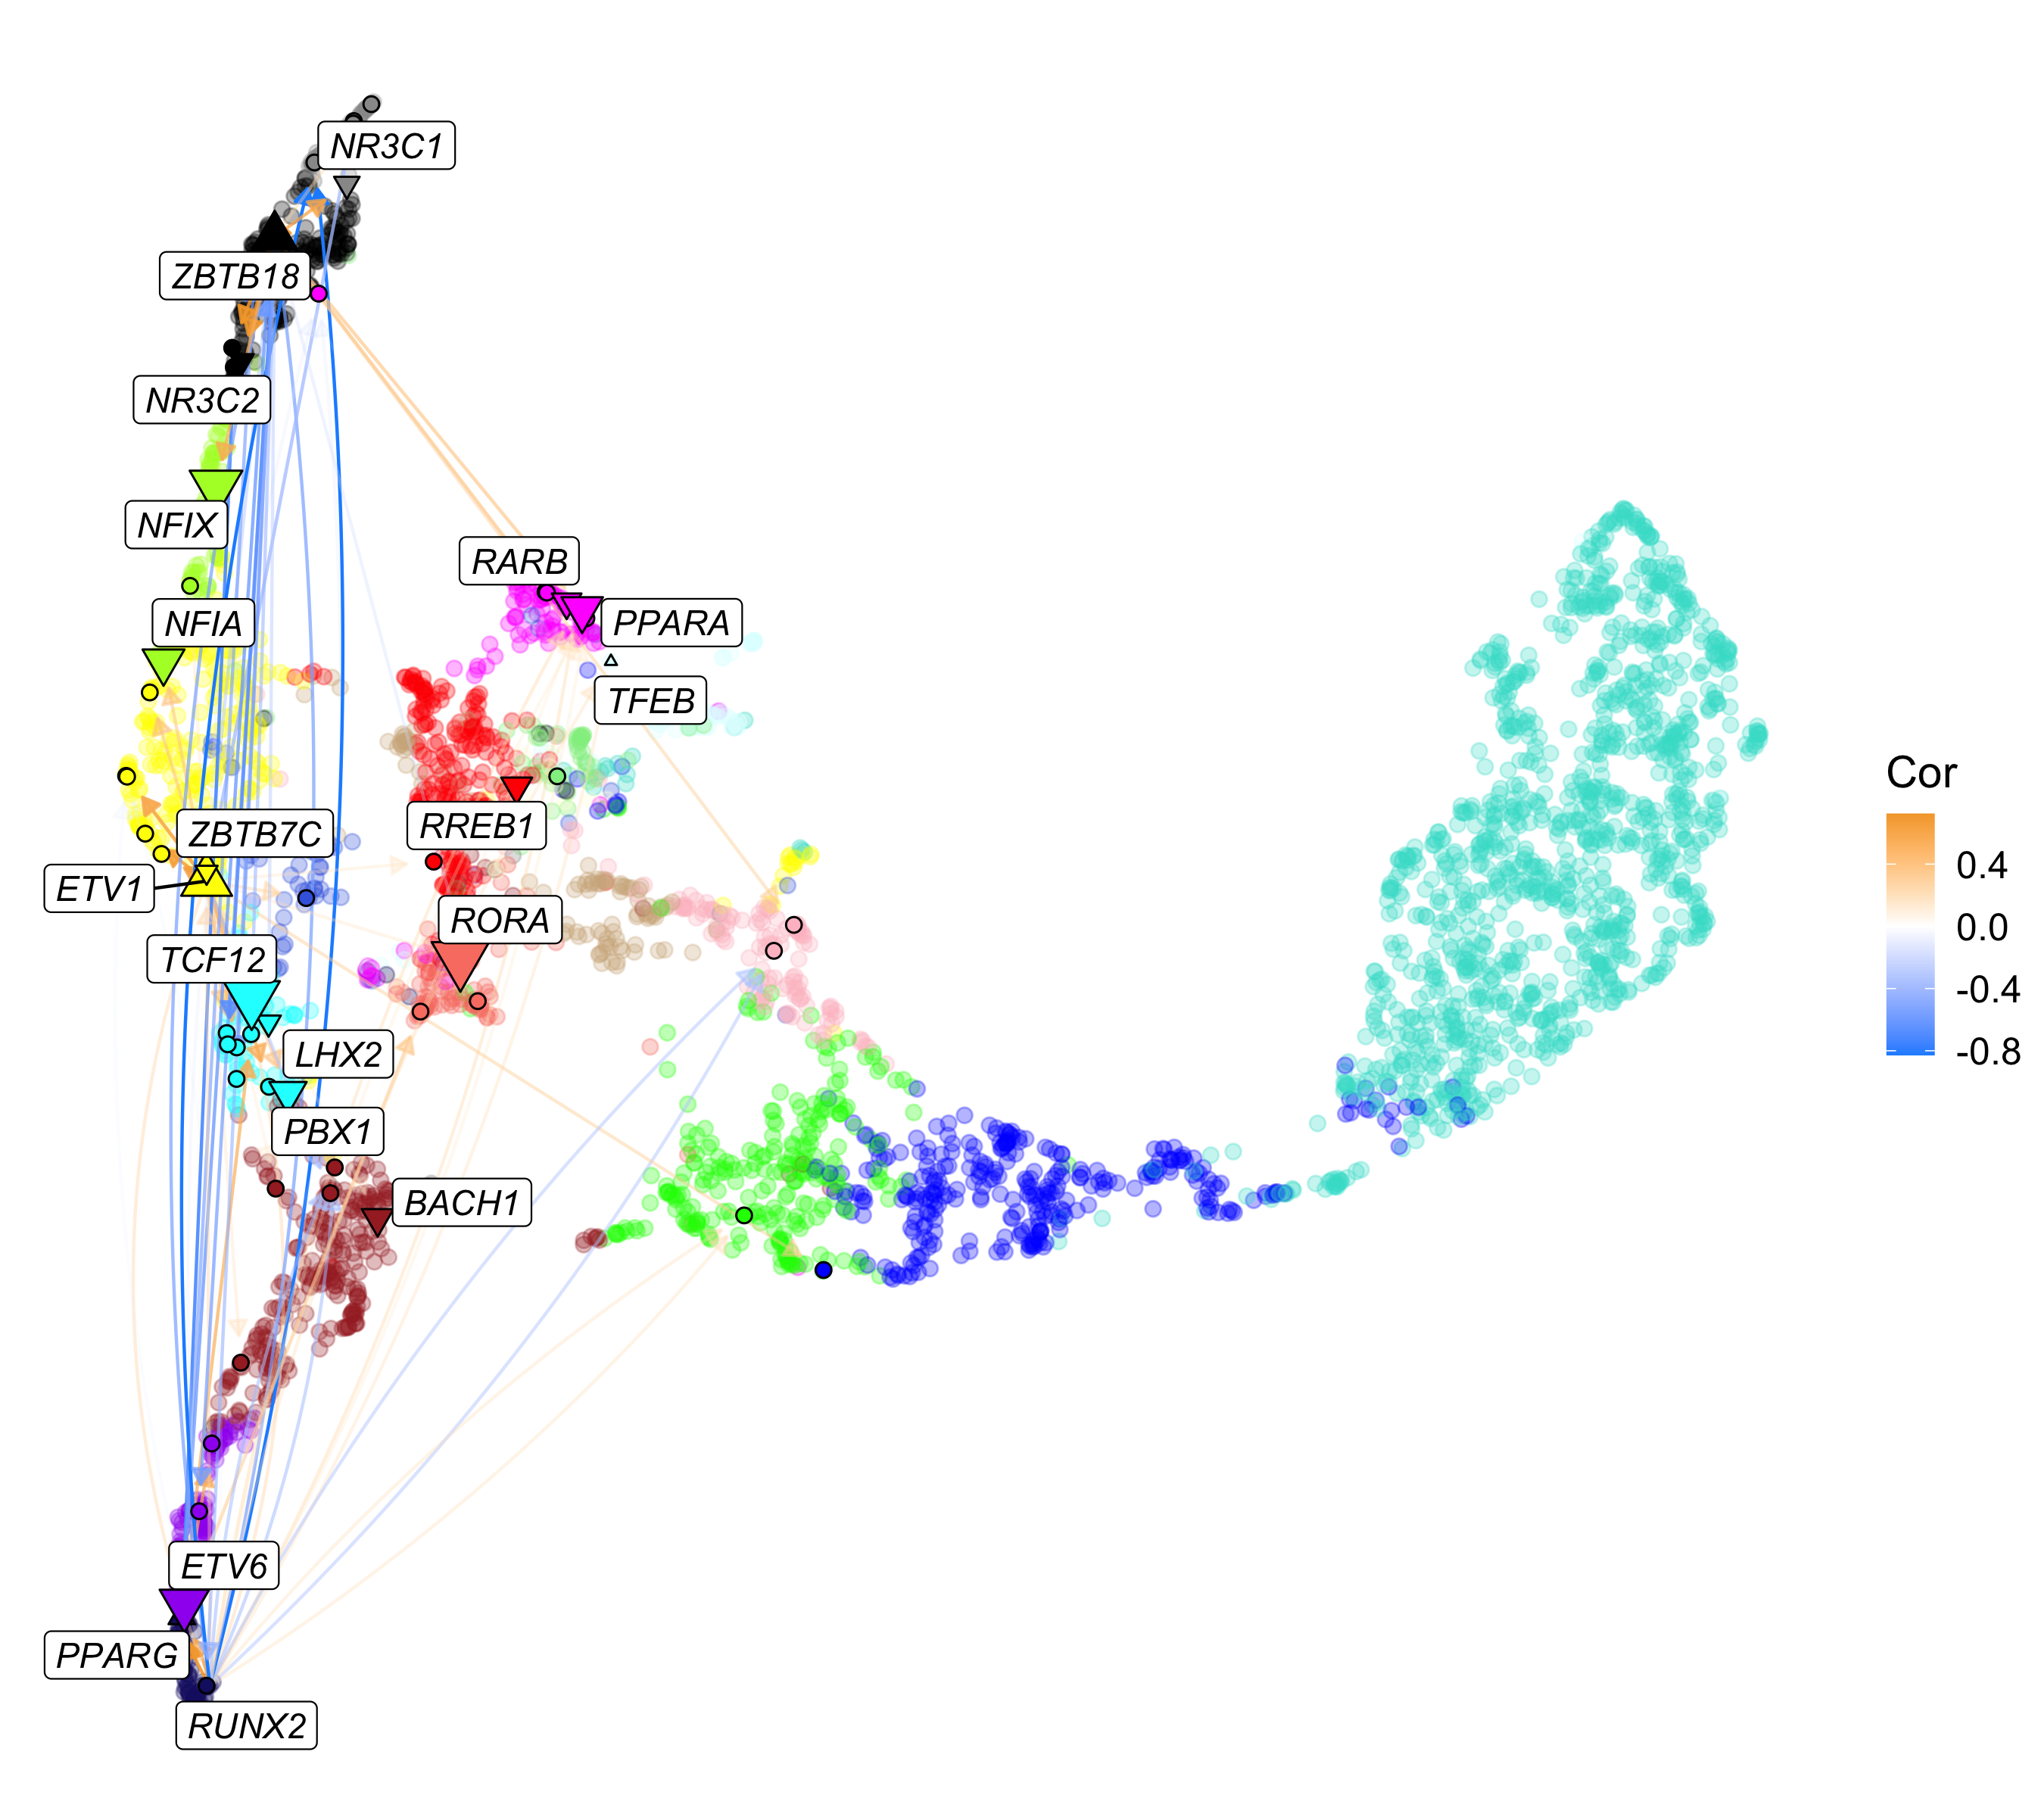 NR3C1
ZBTB18
NR3C2
NFIX
RARB
NFIA
PPARA
TFEB
Cor
ZBTB7C
RREB1
0.4
ETV1
RORA
0.0
TCF12
-0.4
LHX2
-0.8
PBX1
BACH1
ETV6
PPARG
RUNX2